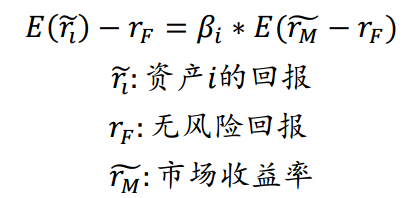 E(r̃ᵢ) − r_F = βᵢ * E(r̃_M − r_F)
r̃ᵢ: 资产i的回报
r_F: 无风险回报
r̃_M: 市场收益率